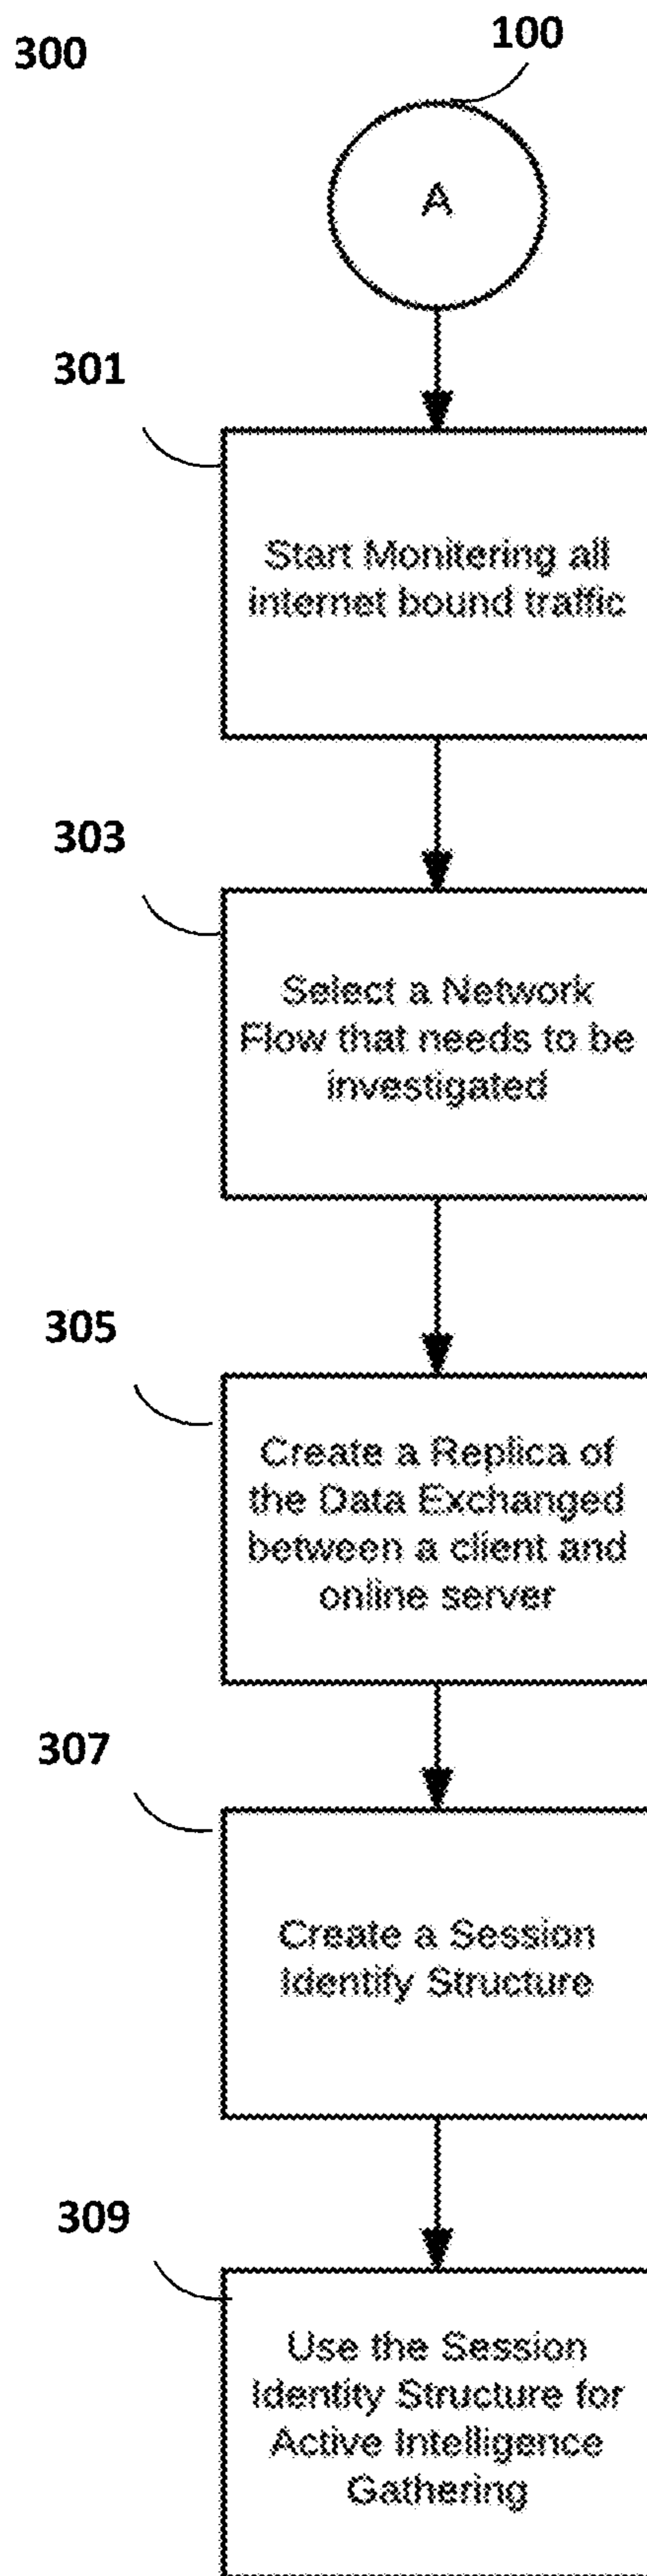 300
100
A
301
Start Monitering all
internet bound traffic
303
Select a Network
Flow that needs to be
investigated
305
Create a Replica of
the Data Exchanged
between a client and
online server
307
Create a Session
Identify Structure
309
Use the Session
Identity Structure for
Active Intelligence
Gathering